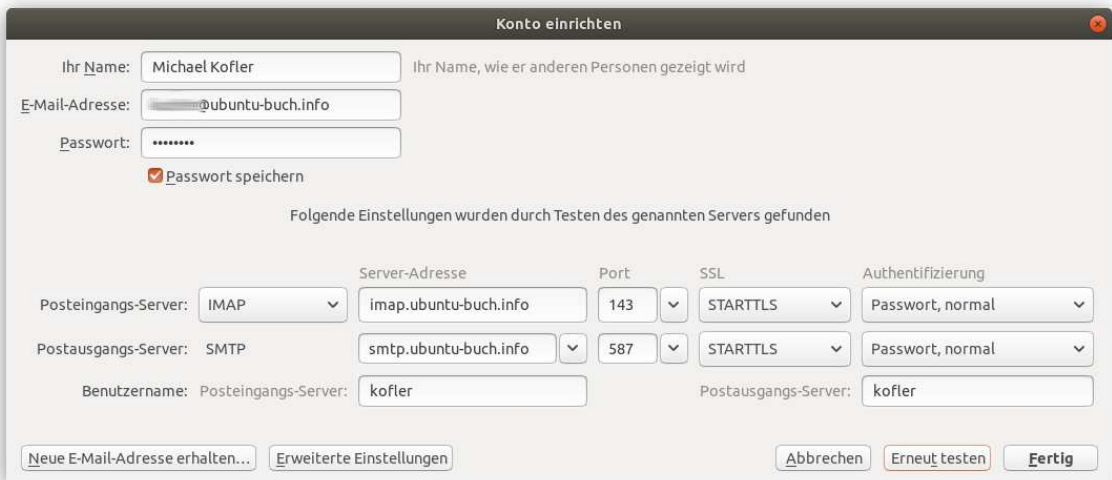 Konto einrichten
Ihr Name: Michael Kofler Ihr Name, wie er anderen Personen gezeigt wird
E-Mail-Adresse: @ubuntu-buch.info
Passwort: ••••••••
Passwort speichern
Folgende Einstellungen wurden durch Testen des genannten Servers gefunden
Server-Adresse Port SSL Authentifizierung
Posteingangs-Server: IMAP imap.ubuntu-buch.info 143 STARTTLS Passwort, normal
Postausgangs-Server: SMTP smtp.ubuntu-buch.info 587 STARTTLS Passwort, normal
Benutzername: Posteingangs-Server: kofler Postausgangs-Server: kofler
Neue E-Mail-Adresse erhalten... Erweiterte Einstellungen Abbrechen Erneut testen Fertig